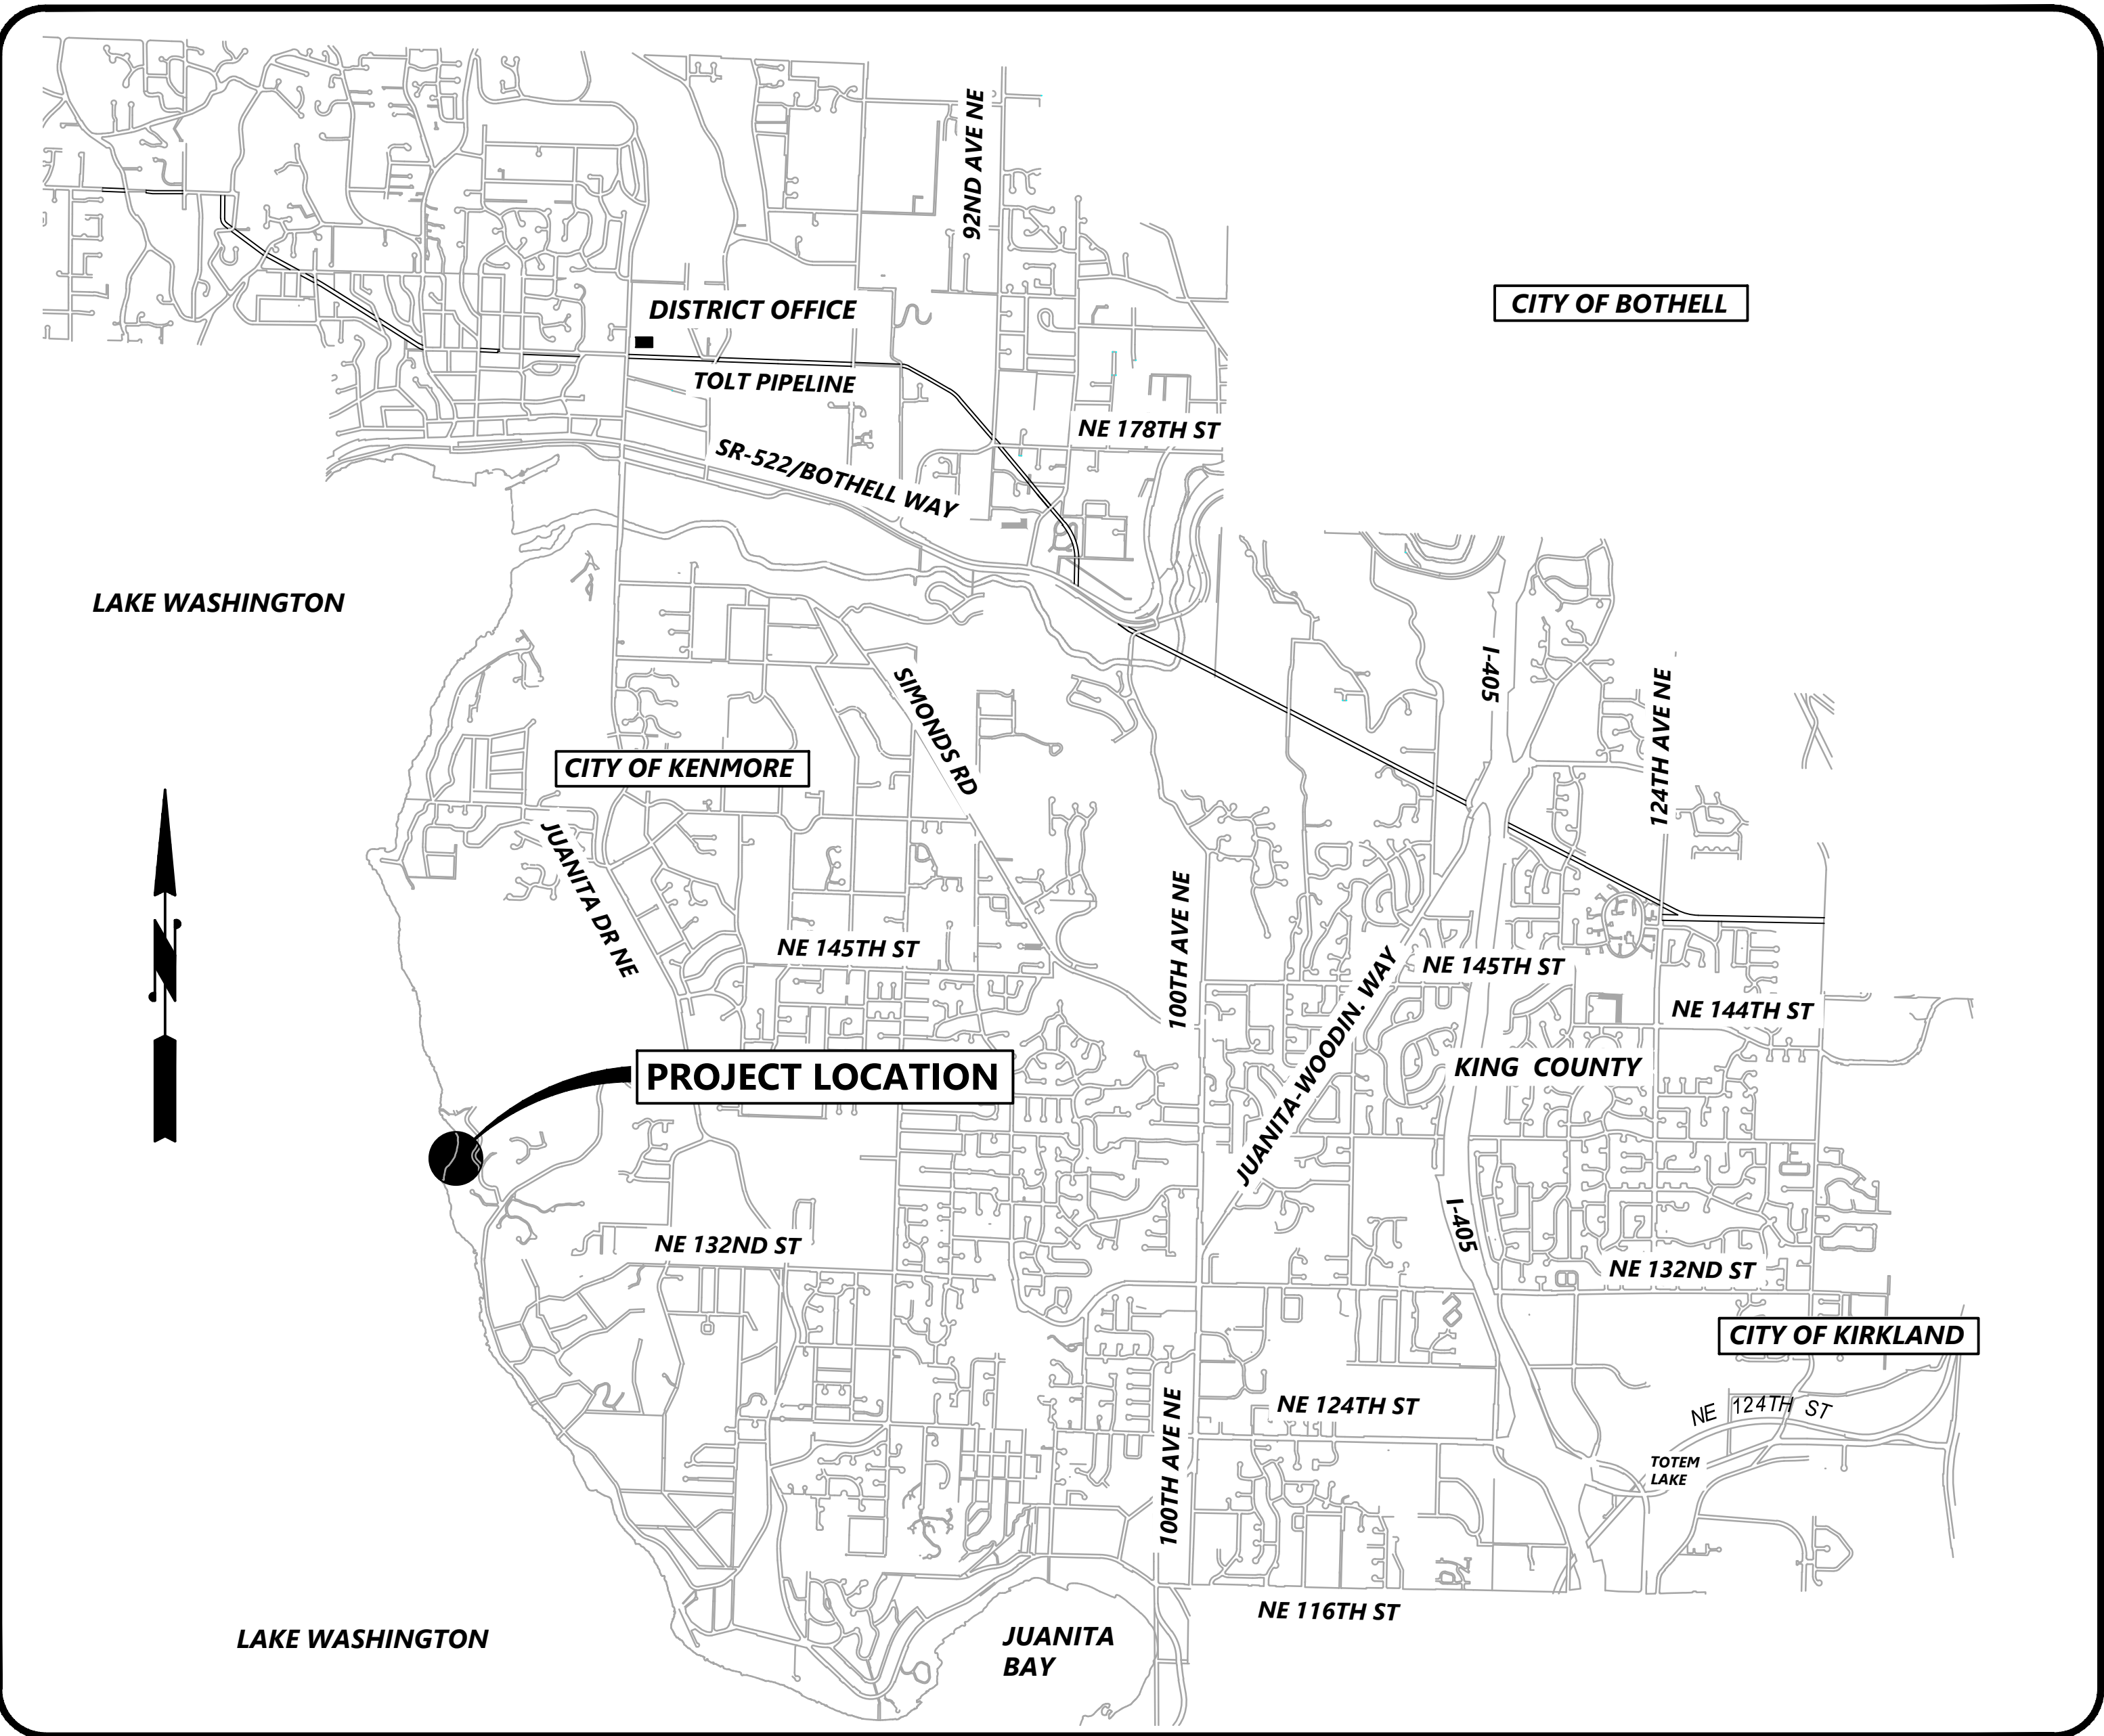 92ND AVE NE
DISTRICT OFFICE
CITY OF BOTHELL
TOLT PIPELINE
NE 178TH ST
SR-522/BOTHELL WAY
LAKE WASHINGTON
I-405
SIMONDS RD
124TH AVE NE
CITY OF KENMORE
JUANITA DR NE
100TH AVE NE
NE 145TH ST
JUANITA-WOODIN. WAY
NE 145TH ST
N
NE 144TH ST
PROJECT LOCATION
KING COUNTY
I-405
NE 132ND ST
NE 132ND ST
CITY OF KIRKLAND
100TH AVE NE
NE 124TH ST
NE 124TH ST
TOTEM
LAKE
NE 116TH ST
LAKE WASHINGTON
JUANITA
BAY